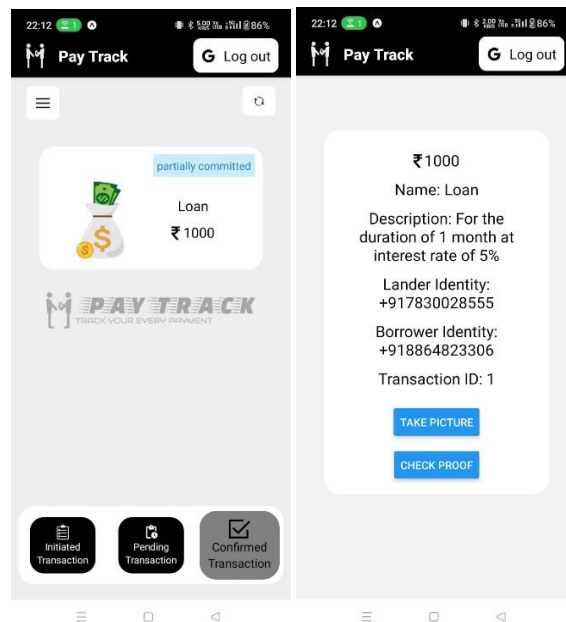 22:12
1
86%
Pay Track
G Log out
partially committed
Loan
₹ 1000
PAY TRACK
TRACK YOUR EVERY PAYMENT
Initiated
Transaction
Pending
Transaction
Confirmed
Transaction
22:12
1
86%
Pay Track
G Log out
₹1000
Name: Loan
Description: For the
duration of 1 month at
interest rate of 5%
Lander Identity:
+917830028555
Borrower Identity:
+918864823306
Transaction ID: 1
TAKE PICTURE
CHECK PROOF